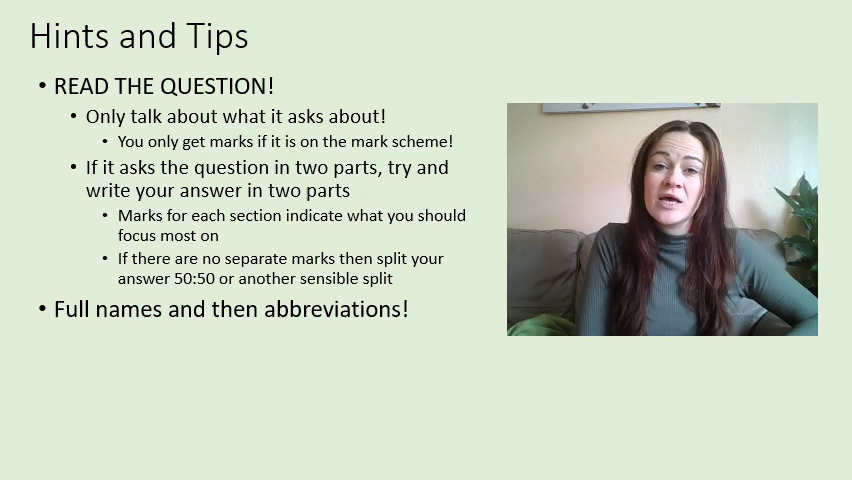 Hints and Tips
• READ THE QUESTION!
• Only talk about what it asks about!
• You only get marks if it is on the mark scheme!
• If it asks the question in two parts, try and
write your answer in two parts
• Marks for each section indicate what you should
focus most on
• If there are no separate marks then split your
answer 50:50 or another sensible split
• Full names and then abbreviations!